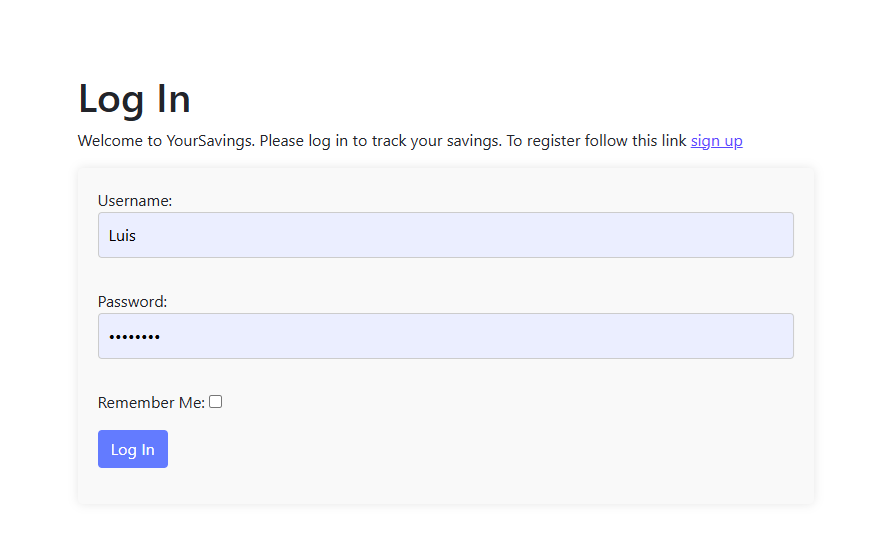 Log In
Welcome to YourSavings. Please log in to track your savings. To register follow this link sign up
Username:
Luis
Password:
••••••••
Remember Me:
Log In